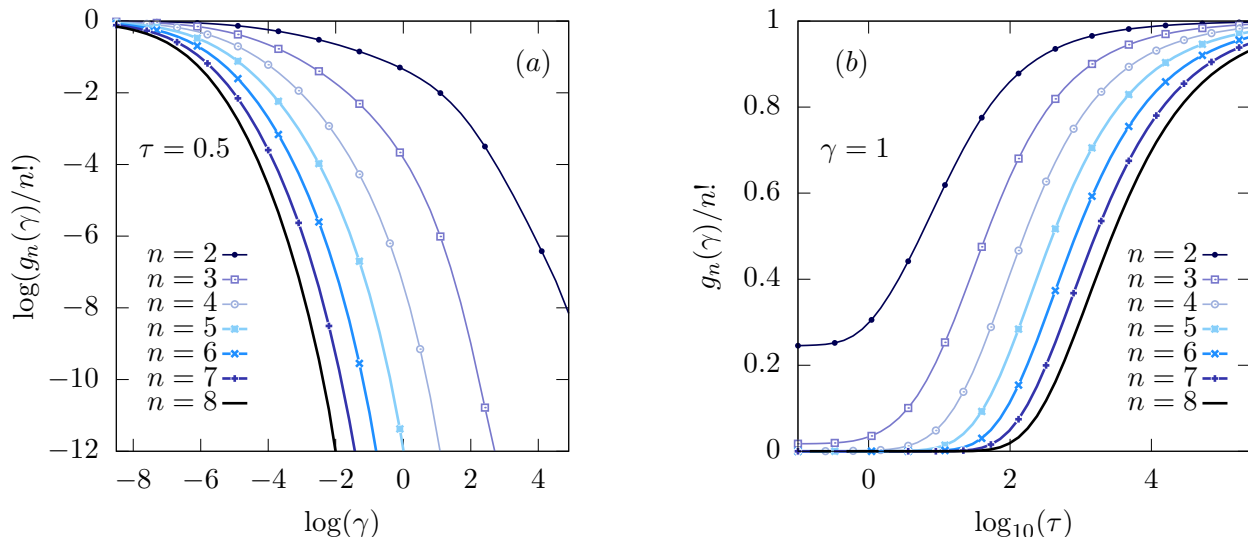 0
−2
−4
−6
−8
−10
−12
−8 −6 −4 −2 0 2 4
log(γ)
log(g_n(γ)/n!)
(a)
τ = 0.5
n = 2
n = 3
n = 4
n = 5
n = 6
n = 7
n = 8
1
0.8
0.6
0.4
0.2
0
0 2 4
log₁₀(τ)
g_n(γ)/n!
(b)
γ = 1
n = 2
n = 3
n = 4
n = 5
n = 6
n = 7
n = 8